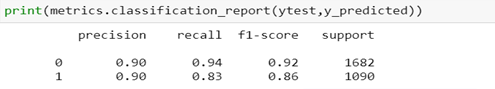 print(metrics.classification_report(ytest,y_predicted))
precision recall f1-score support
0 0.90 0.94 0.92 1682
1 0.90 0.83 0.86 1090